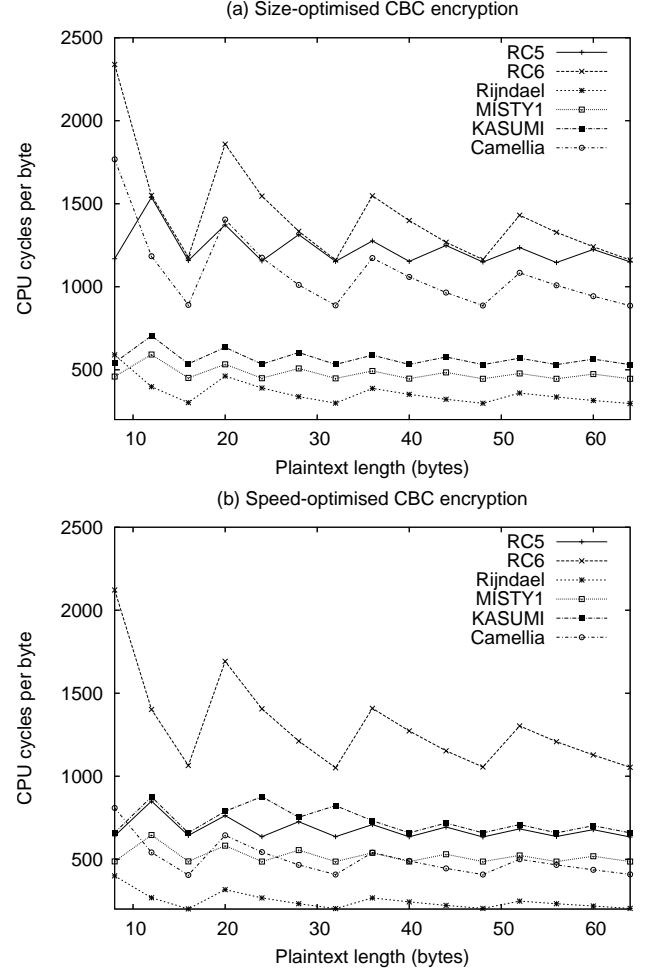 (a) Size-optimised CBC encryption
2500
2000
1500
1000
500
CPU cycles per byte
RC5
RC6
Rijndael
MISTY1
KASUMI
Camellia
10 20 30 40 50 60
Plaintext length (bytes)
(b) Speed-optimised CBC encryption
2500
2000
1500
1000
500
CPU cycles per byte
RC5
RC6
Rijndael
MISTY1
KASUMI
Camellia
10 20 30 40 50 60
Plaintext length (bytes)